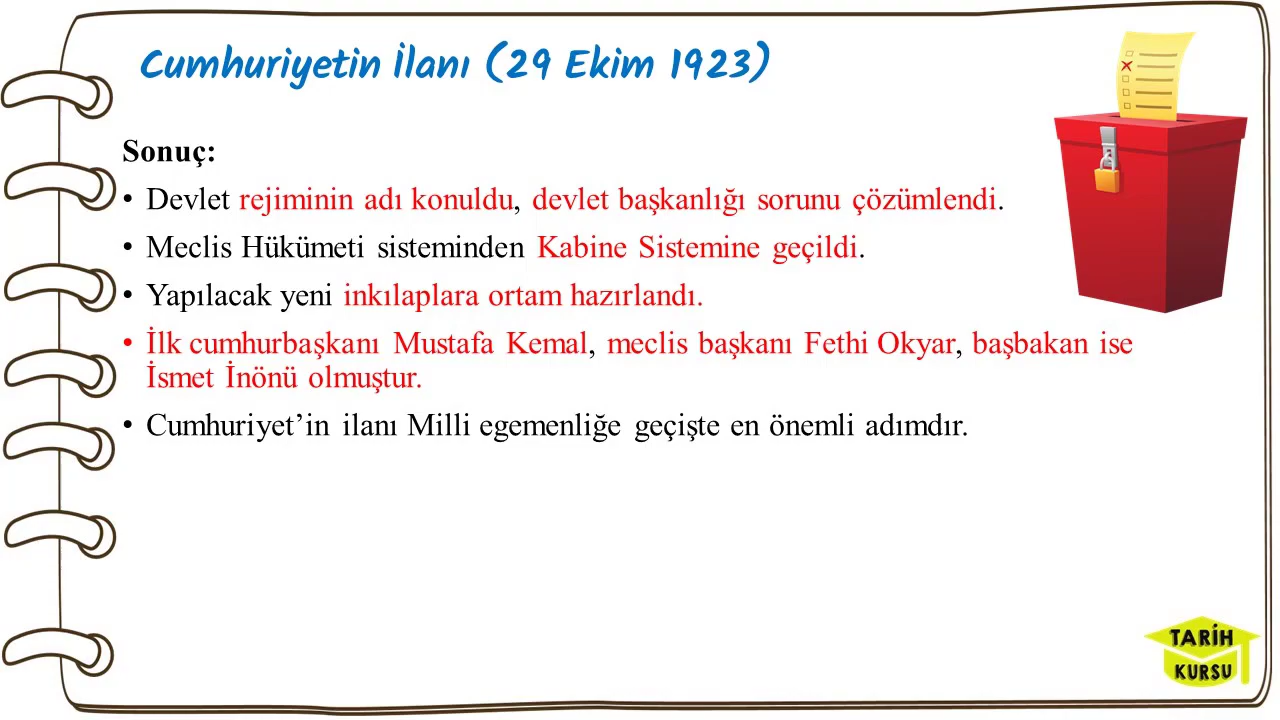 Cumhuriyetin İlanı (29 Ekim 1923)
Sonuç:
• Devlet rejiminin adı konuldu, devlet başkanlığı sorunu çözümlendi.
• Meclis Hükümeti sisteminden Kabine Sistemine geçildi.
• Yapılacak yeni inkılaplara ortam hazırlandı.
• İlk cumhurbaşkanı Mustafa Kemal, meclis başkanı Fethi Okyar, başbakan ise
İsmet İnönü olmuştur.
• Cumhuriyet’in ilanı Milli egemenliğe geçişte en önemli adımdır.
TARİH
KURSU